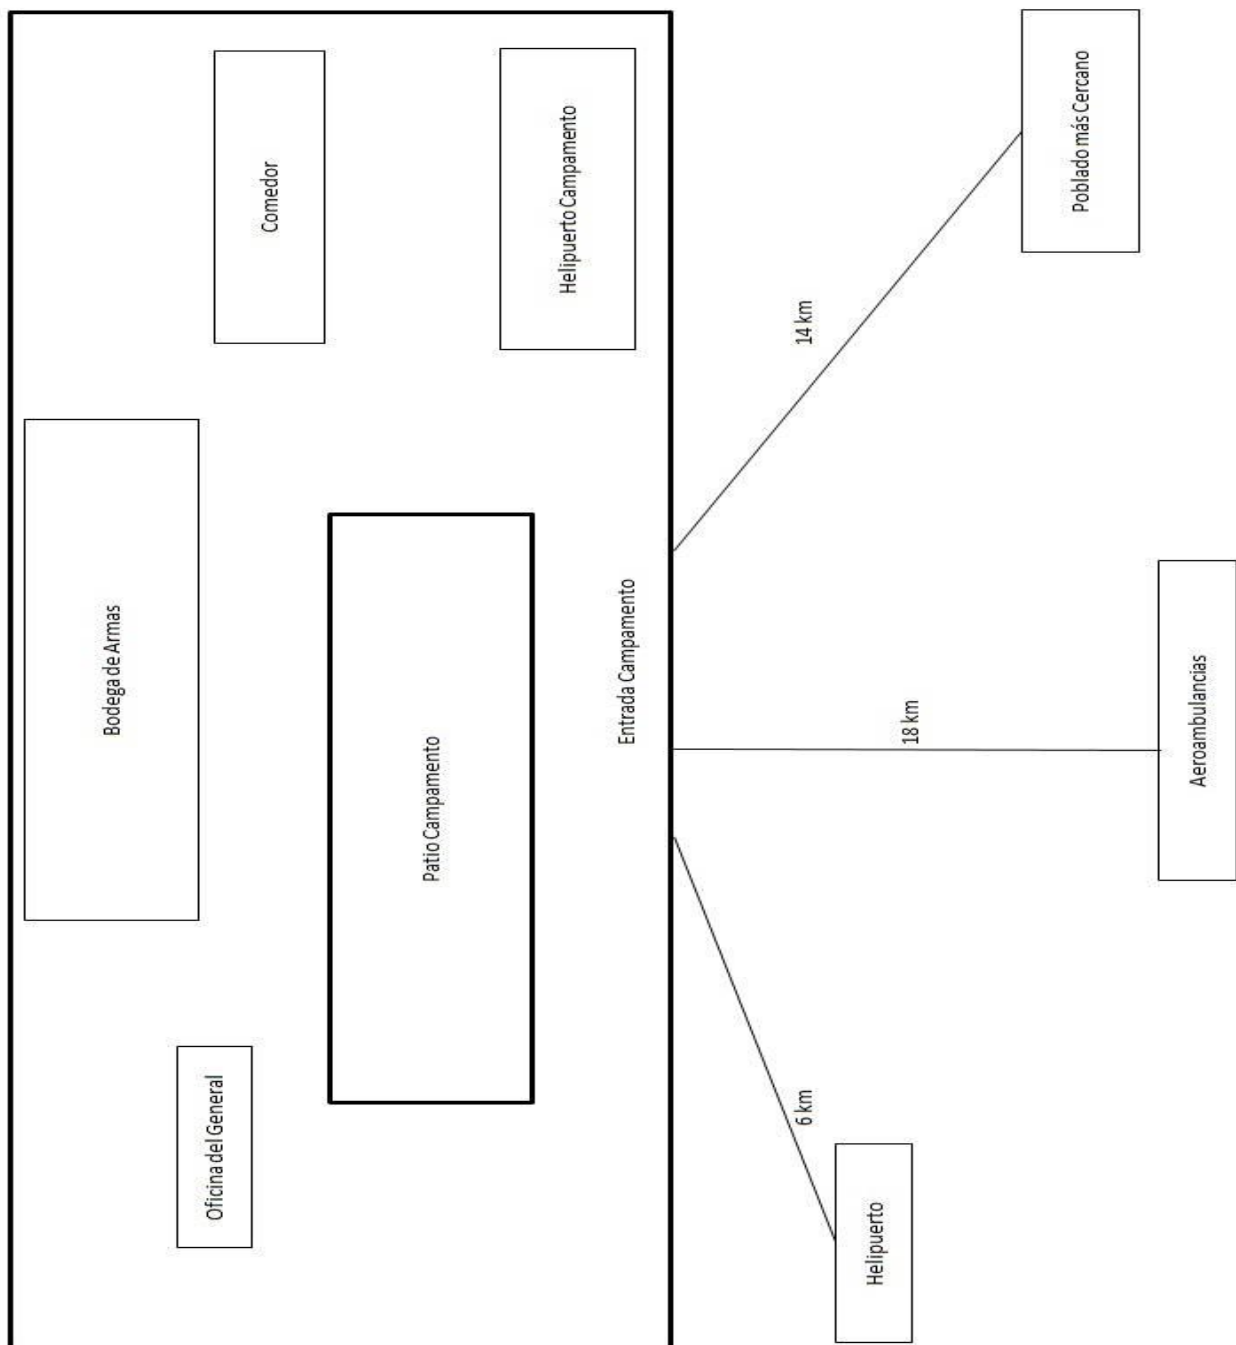 Oficina del General
Bodega de Armas
Comedor
Patio Campamento
Helipuerto Campamento
Entrada Campamento
6 km
18 km
14 km
Helipuerto
Aeroambulancias
Poblado más Cercano